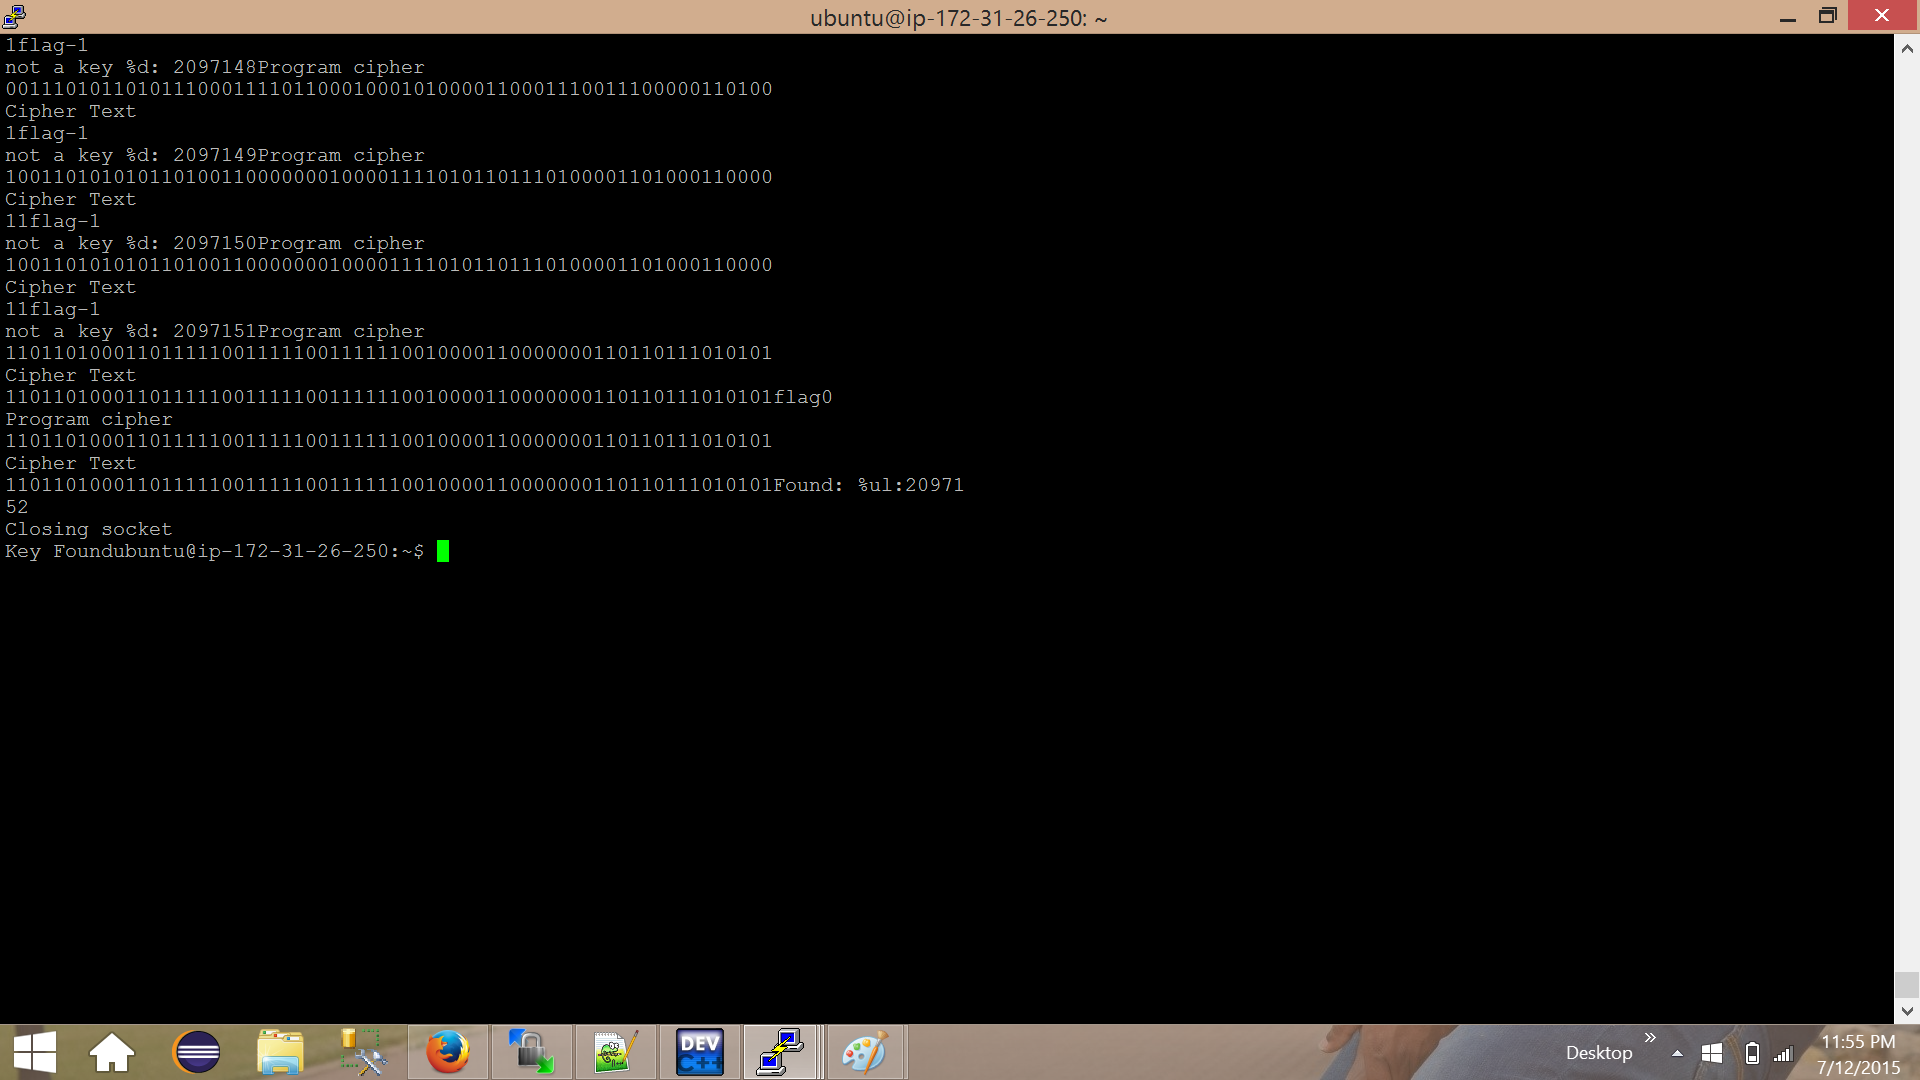 ubuntu@ip-172-31-26-250: ~
1flag-1
not a key %d: 2097148Program cipher
0011101011010111000111101100010001010000110001110011100000110100
Cipher Text
1flag-1
not a key %d: 2097149Program cipher
1001101010101101001100000001000011110101101110100001101000110000
Cipher Text
11flag-1
not a key %d: 2097150Program cipher
1001101010101101001100000001000011110101101110100001101000110000
Cipher Text
11flag-1
not a key %d: 2097151Program cipher
1101101000110111110011111001111110010000110000000110110111010101
Cipher Text
1101101000110111110011111001111110010000110000000110110111010101flag0
Program cipher
1101101000110111110011111001111110010000110000000110110111010101
Cipher Text
1101101000110111110011111001111110010000110000000110110111010101Found: %ul:20971
52
Closing socket
Key Foundubuntu@ip-172-31-26-250:~$
DEV
C++
Desktop
11:55 PM
7/12/2015